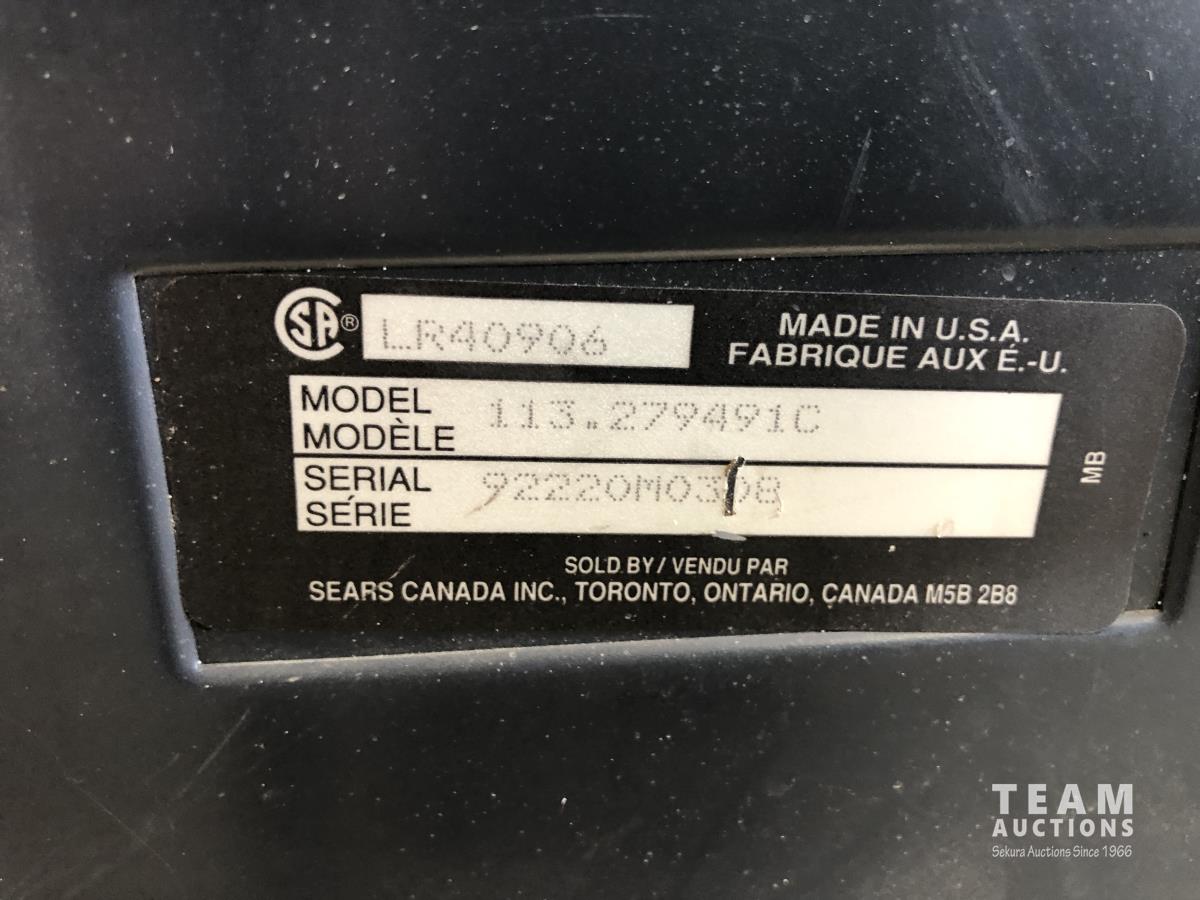 SA® LR40906
MADE IN U.S.A.
FABRIQUE AUX É.-U.
MODEL 113.279491C
MODÈLE
SERIAL
SÉRIE
MB
SOLD BY / VENDU PAR
SEARS CANADA INC., TORONTO, ONTARIO, CANADA M5B 2B8
TEAM
AUCTIONS
Sekura Auctions Since 1966